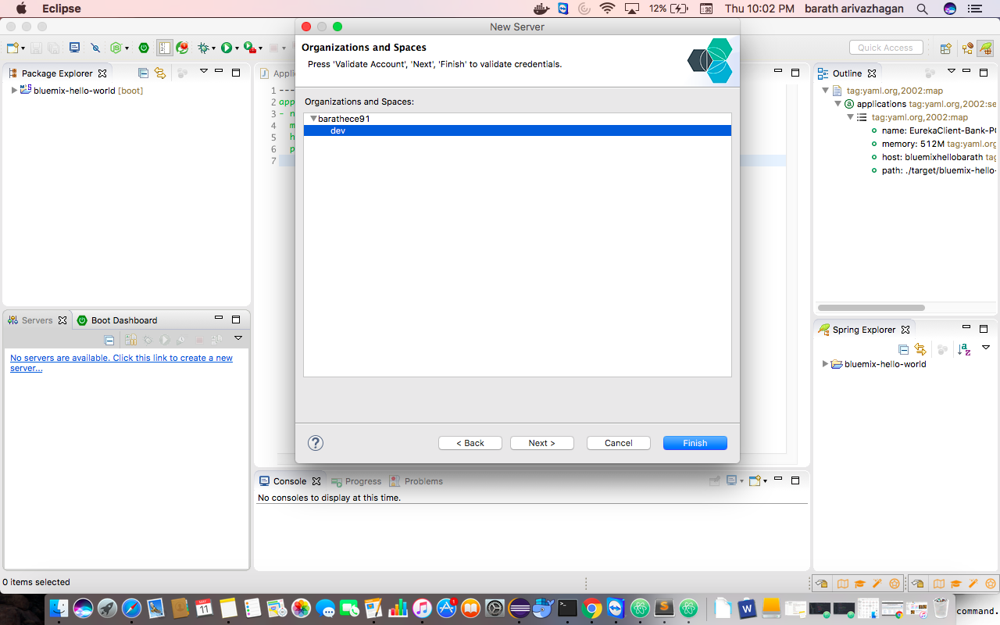 Eclipse
12%
Thu 10:02 PM
barath arivazhagan
New Server
Quick Access
Organizations and Spaces
Press 'Validate Account', 'Next', 'Finish' to validate credentials.
Organizations and Spaces:
barathece91
dev
< Back
Next >
Cancel
Finish
Package Explorer
bluemix-hello-world [boot]
Servers
Boot Dashboard
No servers are available. Click this link to create a new
server...
Applic
1 ---
2 app
3 - n
4 m
5 h
6 p
7
Outline
tag:yaml.org,2002:map
applications tag:yaml.org,2002:se
tag:yaml.org,2002:map
name: EurekaClient-Bank-P
memory: 512M tag:yaml.org
host: bluemixhellobarath tag
path: ./target/bluemix-hello-
Spring Explorer
bluemix-hello-world
Console
Progress
Problems
No consoles to display at this time.
0 items selected
MAY
11
command.